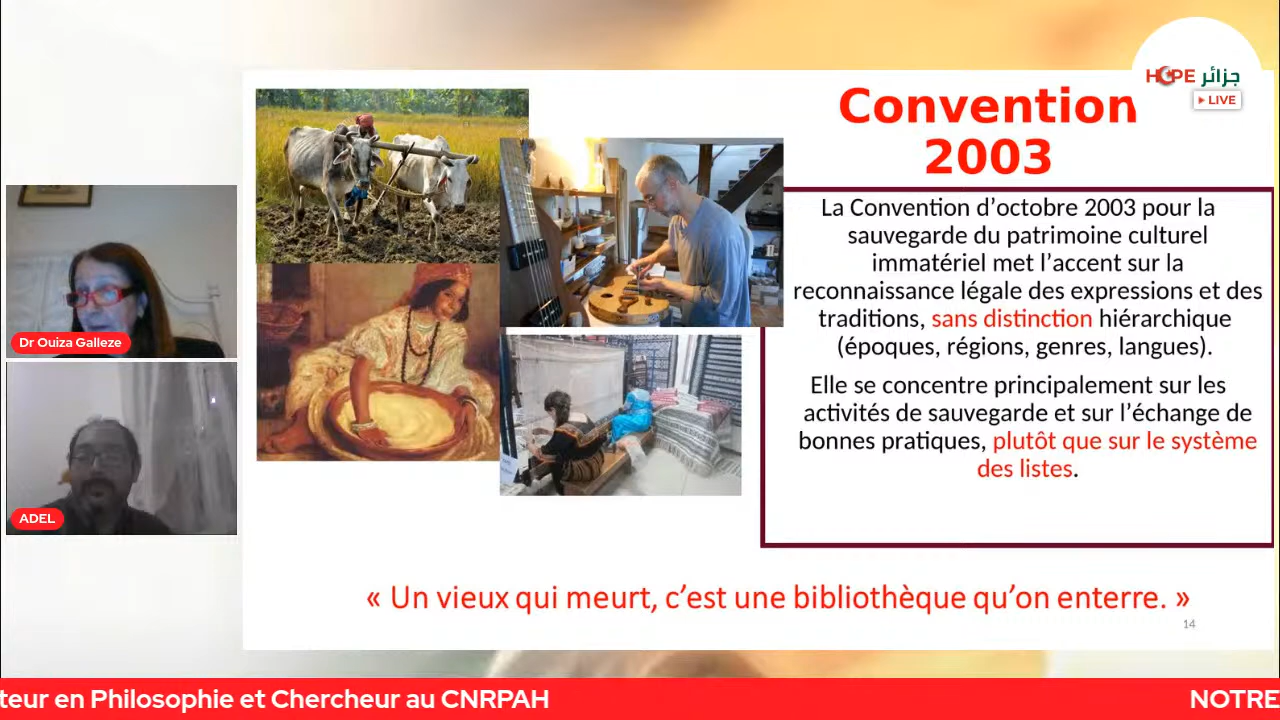 HOPE جزائر
LIVE
Convention
2003
La Convention d’octobre 2003 pour la
sauvegarde du patrimoine culturel
immatériel met l’accent sur la
reconnaissance légale des expressions et des
traditions, sans distinction hiérarchique
(époques, régions, genres, langues).
Elle se concentre principalement sur les
activités de sauvegarde et sur l’échange de
bonnes pratiques, plutôt que sur le système
des listes.
Dr Ouiza Galleze
ADEL
« Un vieux qui meurt, c’est une bibliothèque qu’on enterre. »
14
teur en Philosophie et Chercheur au CNRPAH
NOTRE